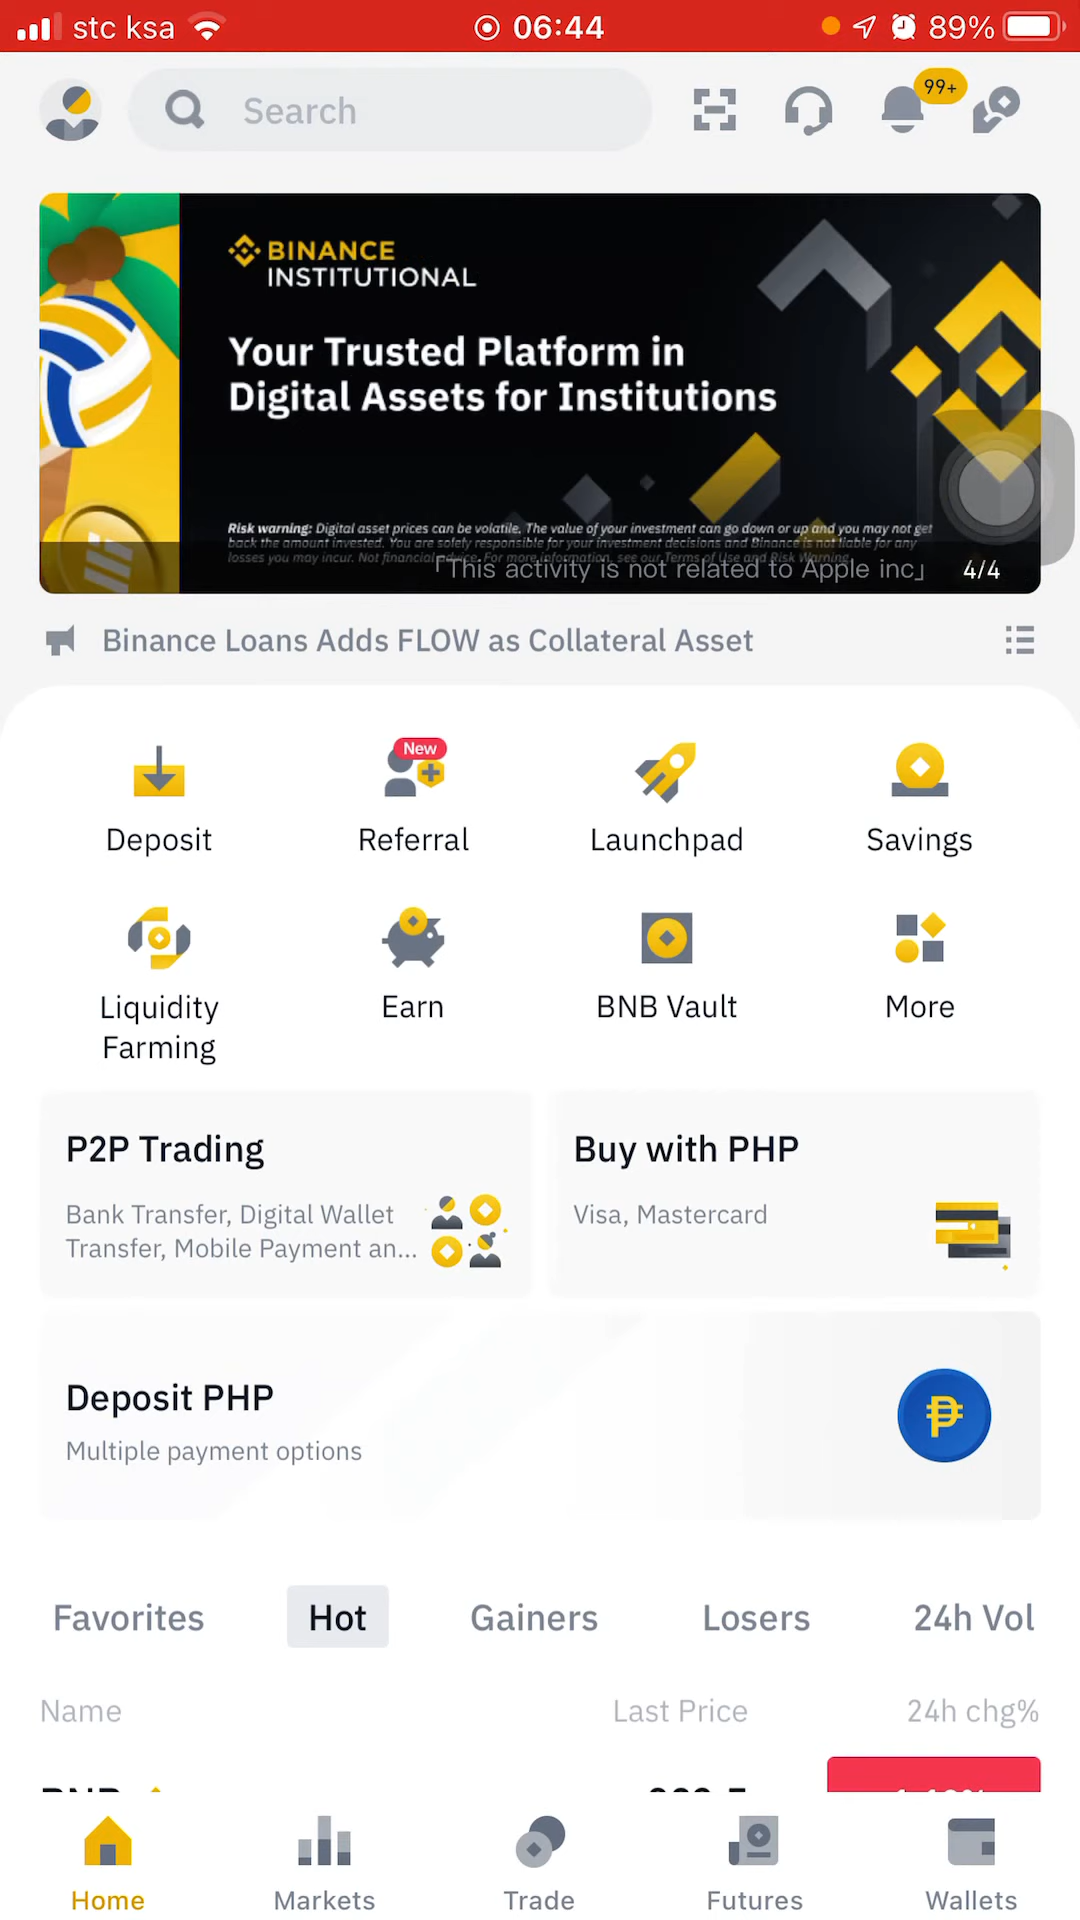 stc ksa 06:44 89%
Search 99+
BINANCE
INSTITUTIONAL
Your Trusted Platform in
Digital Assets for Institutions
Risk warning: Digital asset prices can be volatile. The value of your investment can go down or up and you may not get
back the amount invested. You are solely responsible for your investment decisions and Binance is not liable for any
losses you may incur. Not financial advice. For more information, see our Terms of Use and Risk Warning.
「This activity is not related to Apple inc」 4/4
Binance Loans Adds FLOW as Collateral Asset
New
Deposit Referral Launchpad Savings
Liquidity Earn BNB Vault More
Farming
P2P Trading
Bank Transfer, Digital Wallet
Transfer, Mobile Payment an...
Buy with PHP
Visa, Mastercard
Deposit PHP
Multiple payment options
₱
Favorites Hot Gainers Losers 24h Vol
Name Last Price 24h chg%
BNB
Home Markets Trade Futures Wallets